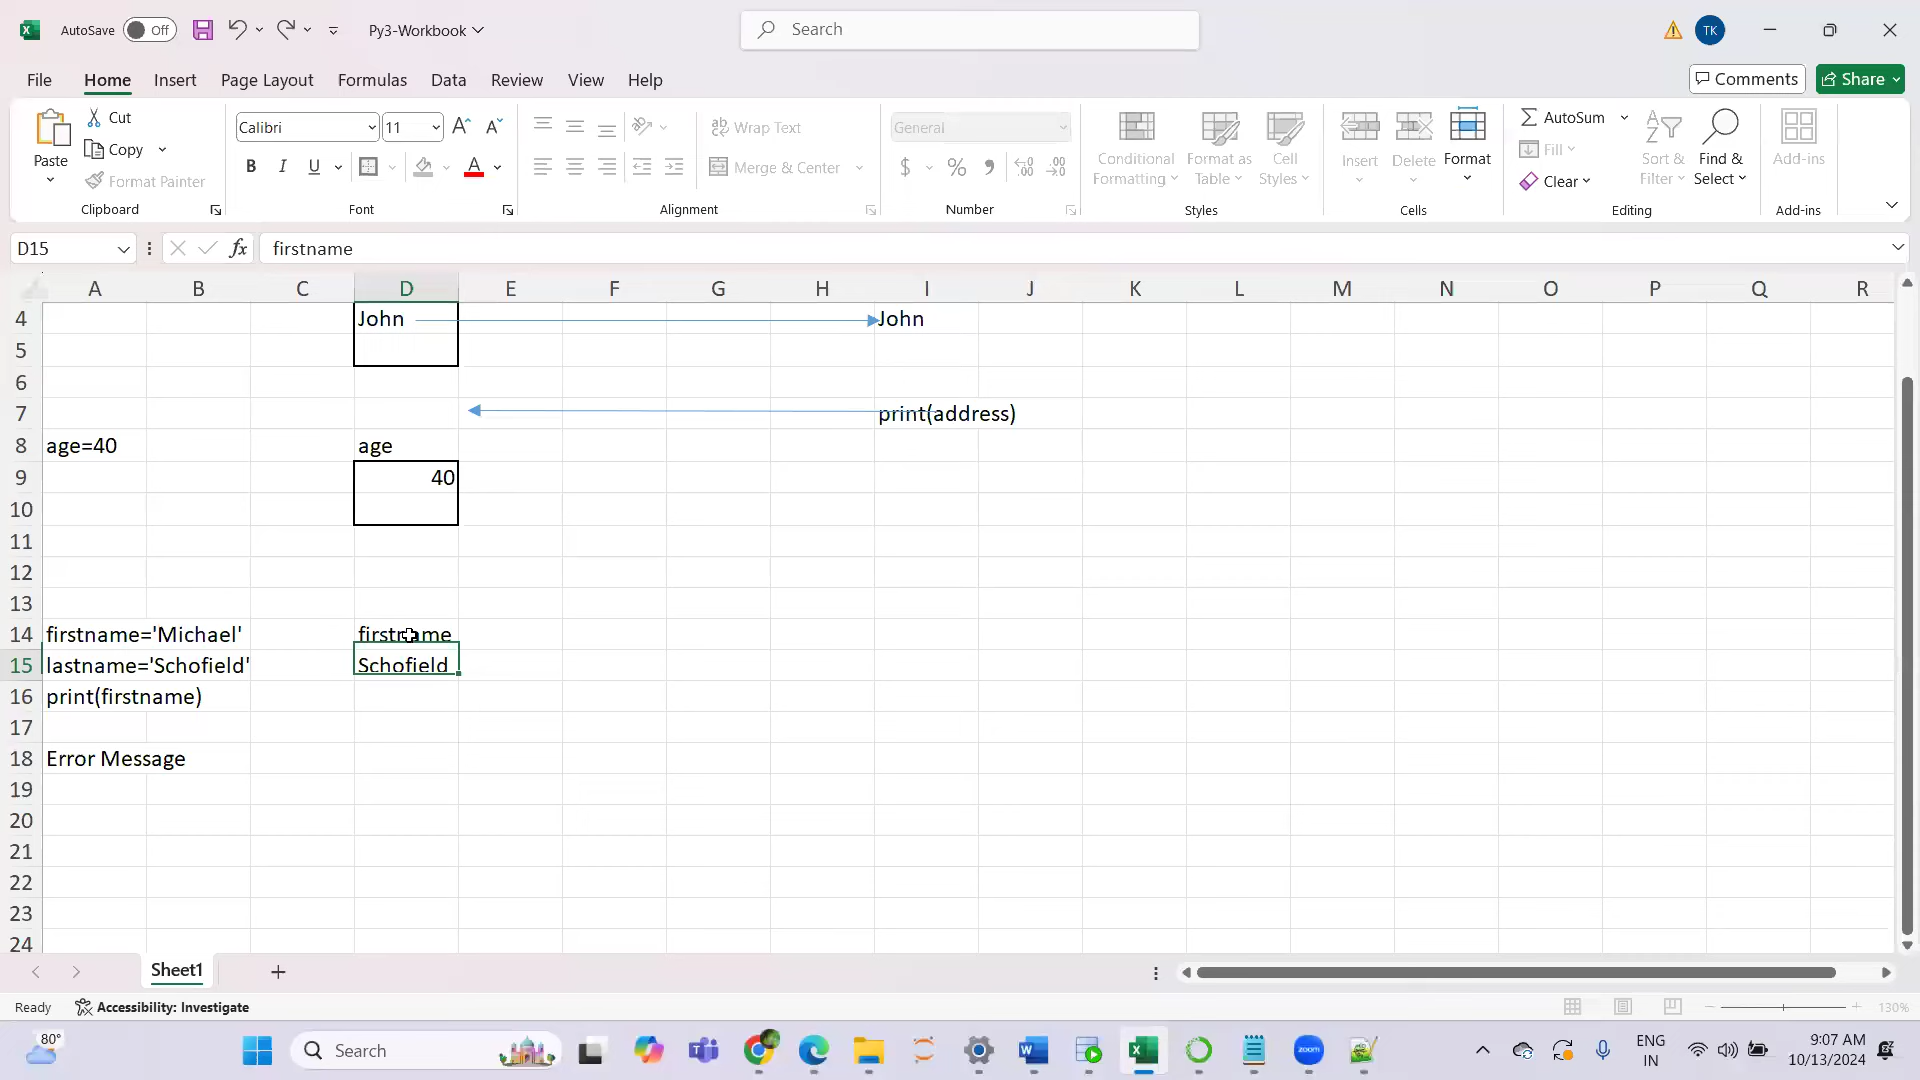 AutoSave Off Py3-Workbook Search TK
File Home Insert Page Layout Formulas Data Review View Help Comments Share
Paste Cut Copy Format Painter Clipboard
Calibri 11 A A B I U A Font
ab Wrap Text Merge & Center Alignment
General $ % Number
Conditional Formatting Format as Table Cell Styles Styles
Insert Delete Format Cells
AutoSum Fill Clear Sort & Filter Find & Select Editing
Add-ins Add-ins
D15 fx firstname
A B C D E F G H I J K L M N O P Q R
4 John John
5
6
7 print(address)
8 age=40 age
9 40
10
11
12
13
14 firstname='Michael' firstname
15 lastname='Schofield' Schofield
16 print(firstname)
17
18 Error Message
19
20
21
22
23
24
Sheet1
Ready Accessibility: Investigate 130%
80° Search zoom ENG IN 9:07 AM 10/13/2024